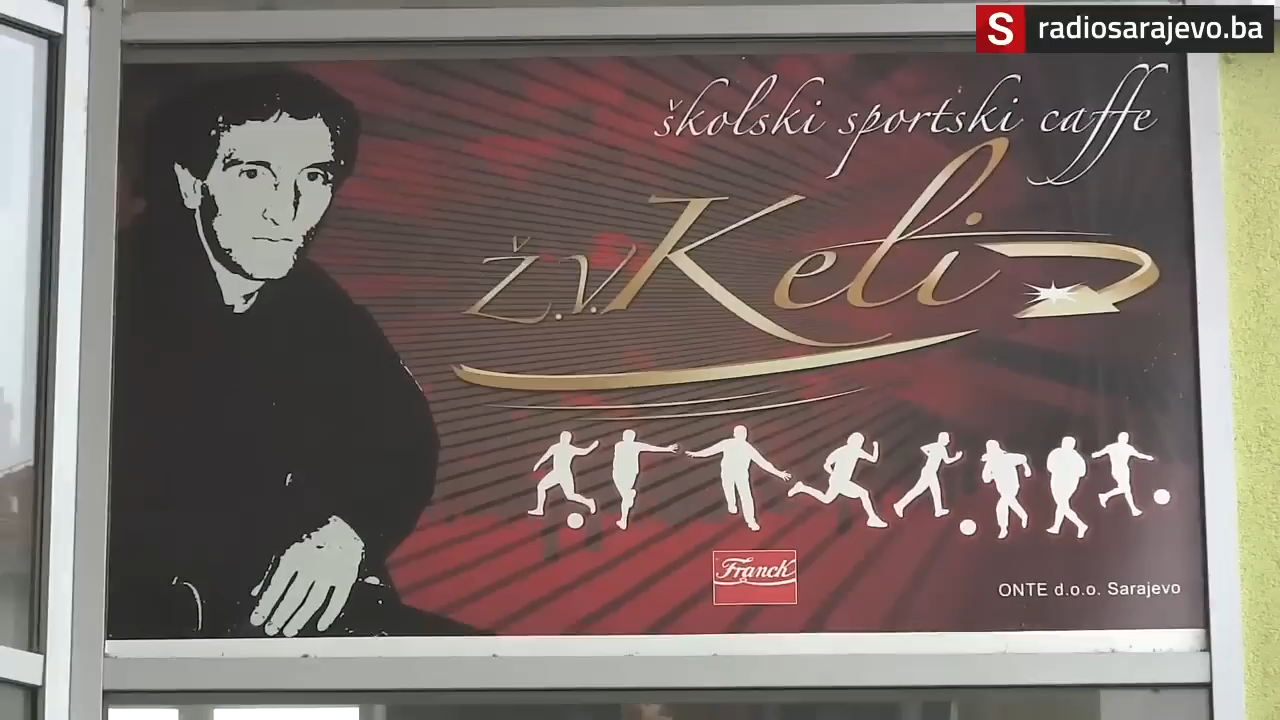 S radiosarajevo.ba
školski sportski caffe
Ž.V. Keli
Franck
ONTE d.o.o. Sarajevo